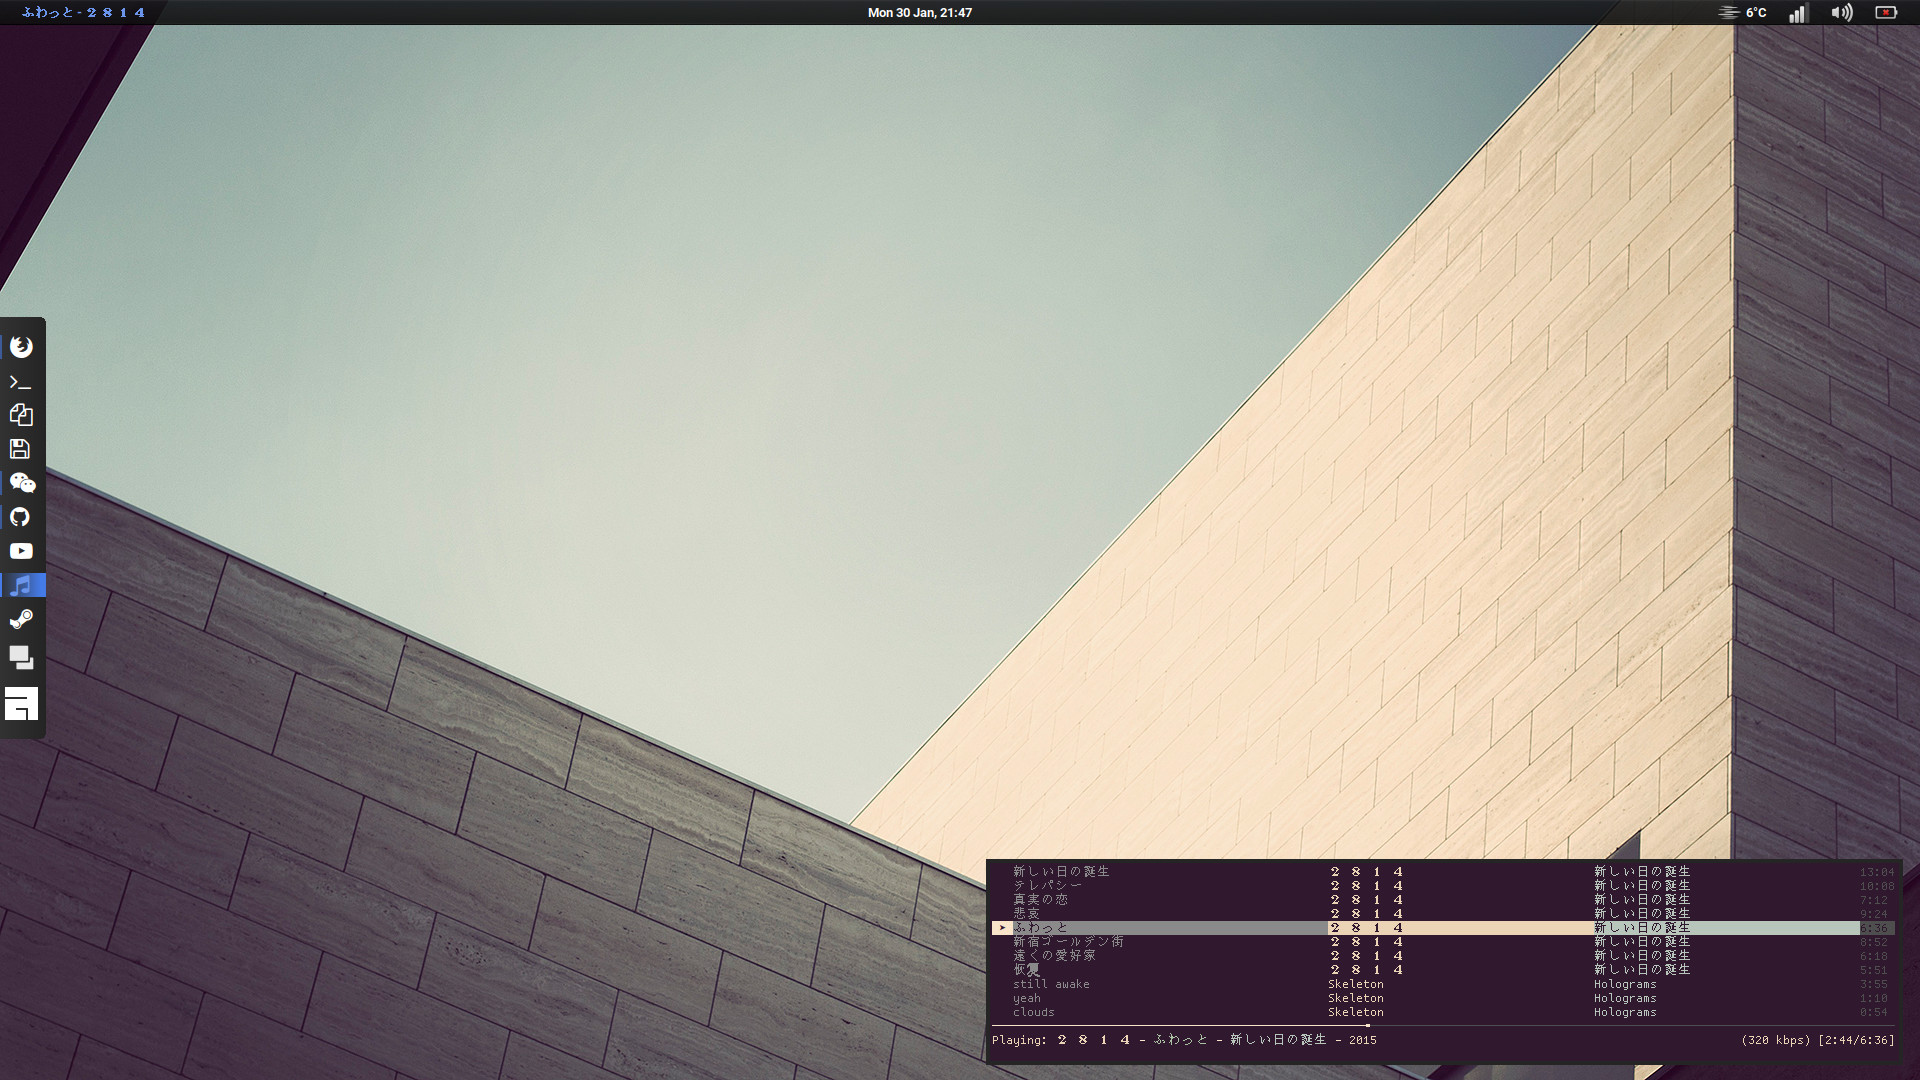 ふわっと - 2 8 1 4
Mon 30 Jan, 21:47
6°C
新しい日の誕生 2 8 1 4 新しい日の誕生 13:04
テレパシー 2 8 1 4 新しい日の誕生 10:08
真実の恋 2 8 1 4 新しい日の誕生 7:12
悲哀 2 8 1 4 新しい日の誕生 9:24
ふわっと 2 8 1 4 新しい日の誕生 6:36
新宿ゴールデン街 2 8 1 4 新しい日の誕生 8:52
遠くの愛好家 2 8 1 4 新しい日の誕生 6:18
恢复 2 8 1 4 新しい日の誕生 5:51
still awake Skeleton Holograms 3:55
yeah Skeleton Holograms 1:10
clouds Skeleton Holograms 0:54
Playing: 2 8 1 4 - ふわっと - 新しい日の誕生 - 2015 (320 kbps) [2:44/6:36]